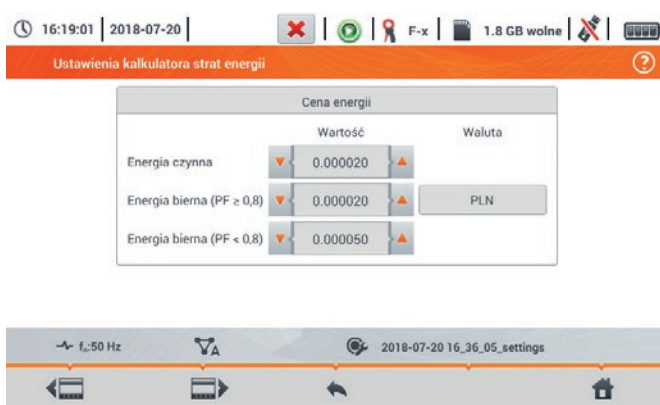 16:19:01 2018-07-20 F-x 1.8 GB wolne
Ustawienia kalkulatora strat energii ?
Cena energii
Wartość Waluta
Energia czynna 0.000020
Energia bierna (PF ≥ 0,8) 0.000020 PLN
Energia bierna (PF < 0,8) 0.000050
fₙ:50 Hz A 2018-07-20 16_36_05_settings